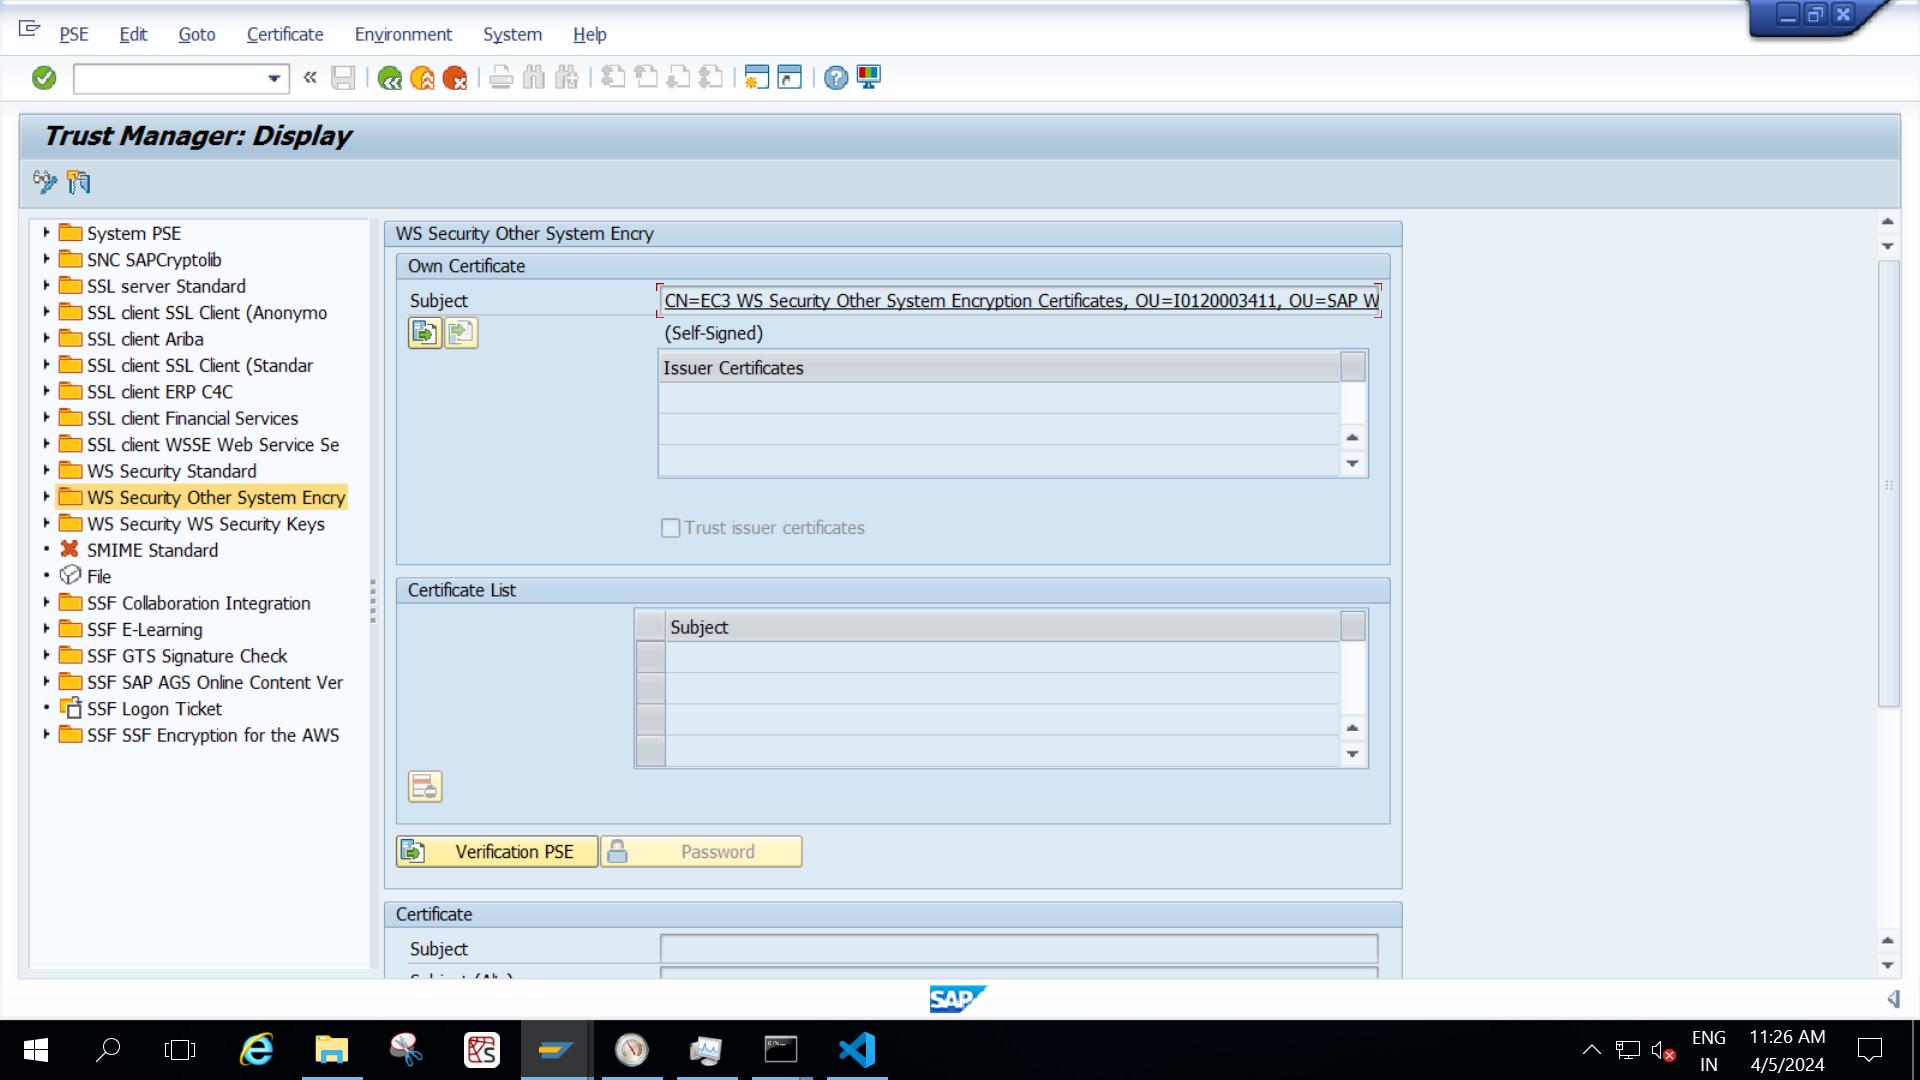 PSE Edit Goto Certificate Environment System Help
Trust Manager: Display
System PSE
SNC SAPCryptolib
SSL server Standard
SSL client SSL Client (Anonymo
SSL client Ariba
SSL client SSL Client (Standar
SSL client ERP C4C
SSL client Financial Services
SSL client WSSE Web Service Se
WS Security Standard
WS Security Other System Encry
WS Security WS Security Keys
SMIME Standard
File
SSF Collaboration Integration
SSF E-Learning
SSF GTS Signature Check
SSF SAP AGS Online Content Ver
SSF Logon Ticket
SSF SSF Encryption for the AWS
WS Security Other System Encry
Own Certificate
Subject CN=EC3 WS Security Other System Encryption Certificates, OU=I0120003411, OU=SAP W
(Self-Signed)
Issuer Certificates
Trust issuer certificates
Certificate List
Subject
Verification PSE Password
Certificate
Subject
SAP
ENG 11:26 AM
IN 4/5/2024